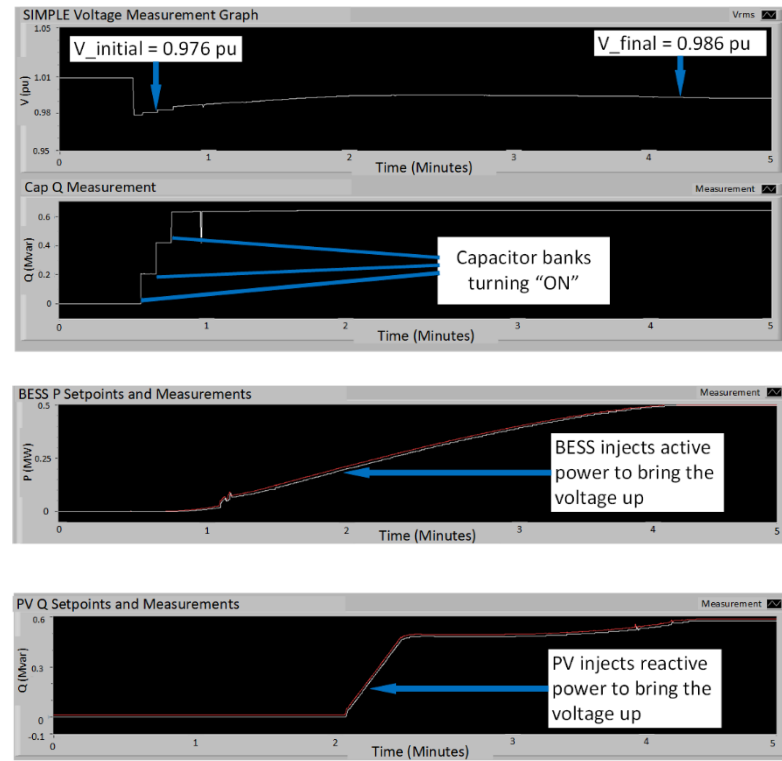 SIMPLE Voltage Measurement Graph
Vrms
1.05
V_initial = 0.976 pu
V_final = 0.986 pu
1.01
V (pu)
0.98
0.95
0
1
2
3
4
5
Time (Minutes)
Cap Q Measurement
Measurement
0.6
0.4
Q (Mvar)
0.2
0
Capacitor banks
turning “ON”
0
1
2
3
4
5
Time (Minutes)
BESS P Setpoints and Measurements
Measurement
0.5
0.25
P (MW)
0
BESS injects active
power to bring the
voltage up
0
1
2
3
4
5
Time (Minutes)
PV Q Setpoints and Measurements
Measurement
0.6
0.3
Q (Mvar)
0
-0.1
PV injects reactive
power to bring the
voltage up
0
1
2
3
4
5
Time (Minutes)